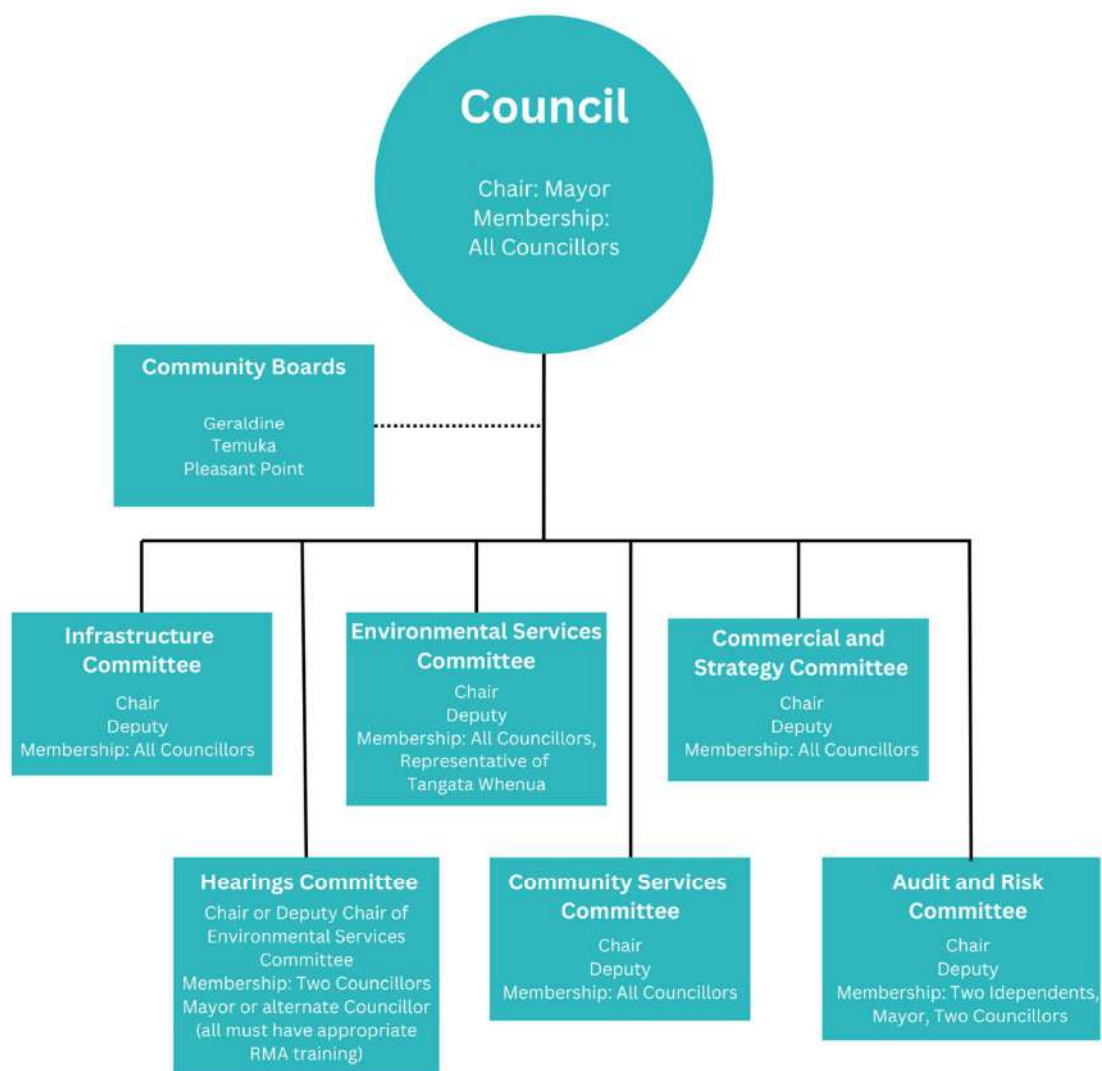 Council
Chair: Mayor
Membership:
All Councillors
Community Boards
Geraldine
Temuka
Pleasant Point
Infrastructure
Committee
Chair
Deputy
Membership: All Councillors
Environmental Services
Committee
Chair
Deputy
Membership: All Councillors,
Representative of
Tangata Whenua
Commercial and
Strategy Committee
Chair
Deputy
Membership: All Councillors
Hearings Committee
Chair or Deputy Chair of
Environmental Services
Committee
Membership: Two Councillors
Mayor or alternate Councillor
(all must have appropriate
RMA training)
Community Services
Committee
Chair
Deputy
Membership: All Councillors
Audit and Risk
Committee
Chair
Deputy
Membership: Two Idependents,
Mayor, Two Councillors